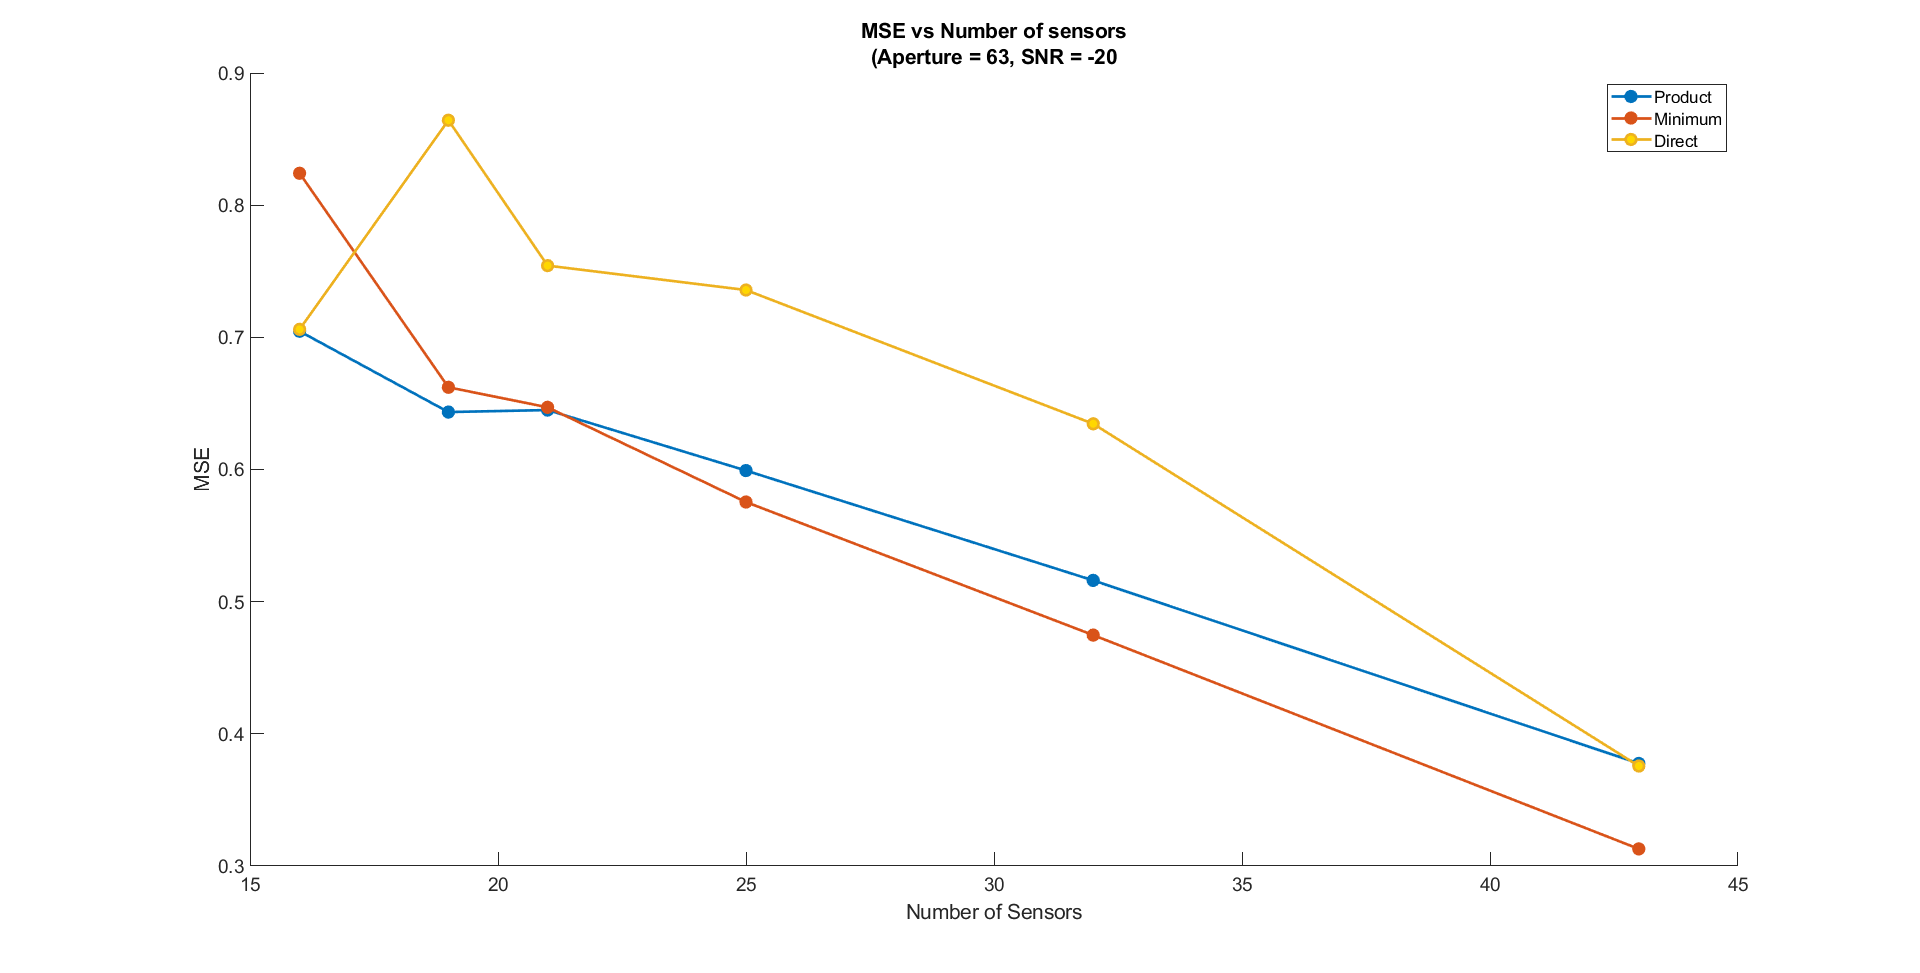 MSE vs Number of sensors
(Aperture = 63, SNR = -20
0.9
0.8
0.7
0.6
0.5
0.4
0.3
MSE
15 20 25 30 35 40 45
Number of Sensors
Product
Minimum
Direct